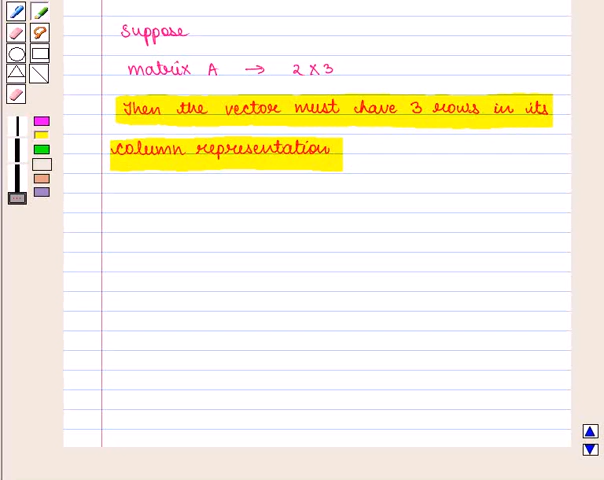 Suppose
matrix A → 2 x 3
Then the vector must have 3 rows in its
column representation